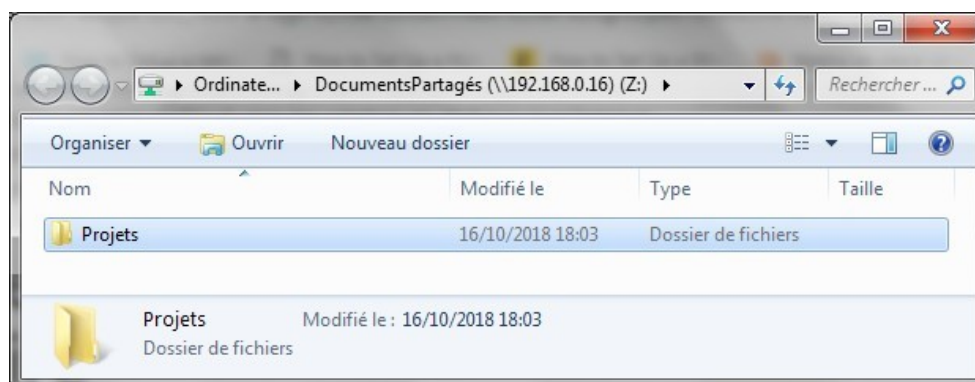 Ordinate... DocumentsPartagés (\\192.168.0.16) (Z:) Rechercher ...
Organiser Ouvrir Nouveau dossier
Nom Modifié le Type Taille
Projets 16/10/2018 18:03 Dossier de fichiers
Projets Modifié le : 16/10/2018 18:03
Dossier de fichiers